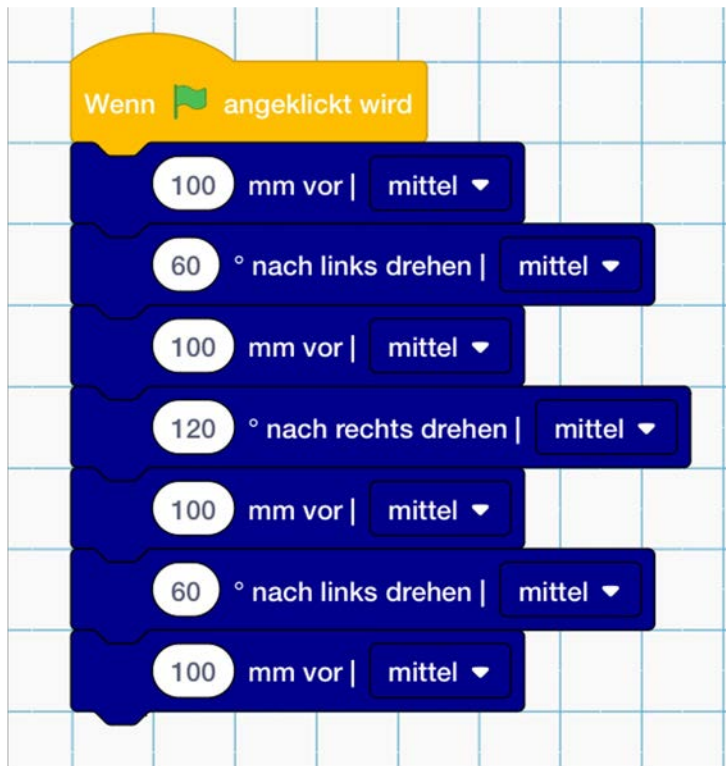 Wenn angeklickt wird
100 mm vor | mittel
60 ° nach links drehen | mittel
100 mm vor | mittel
120 ° nach rechts drehen | mittel
100 mm vor | mittel
60 ° nach links drehen | mittel
100 mm vor | mittel